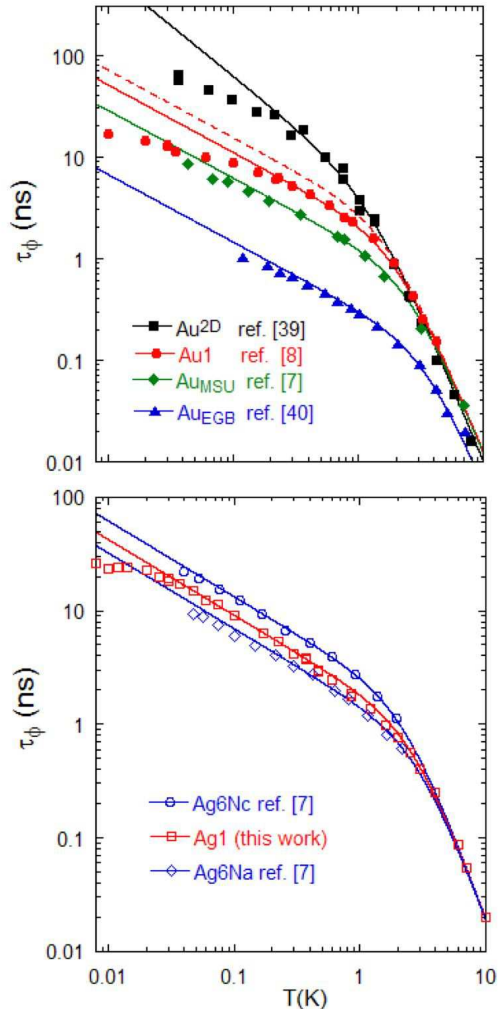 100
10
1
0.1
0.01
τϕ (ns)
Au2D ref. [39]
Au1 ref. [8]
AuMSU ref. [7]
AuEGB ref. [40]
100
10
1
0.1
0.01
τϕ (ns)
Ag6Nc ref. [7]
Ag1 (this work)
Ag6Na ref. [7]
0.01 0.1 1 10
T(K)